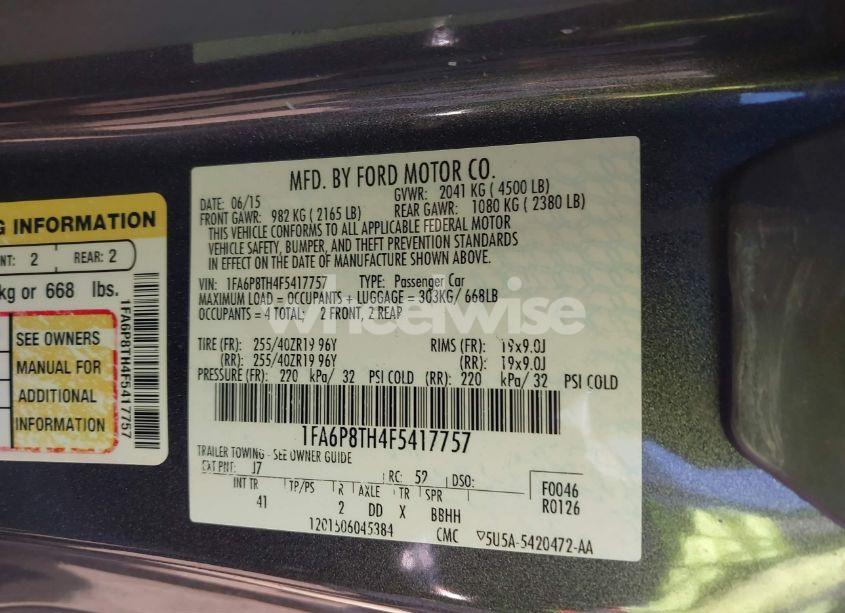 MFD. BY FORD MOTOR CO.
DATE: 06/15 GVWR: 2041 KG ( 4500 LB)
FRONT GAWR: 982 KG ( 2165 LB) REAR GAWR: 1080 KG ( 2380 LB)
THIS VEHICLE CONFORMS TO ALL APPLICABLE FEDERAL MOTOR
VEHICLE SAFETY, BUMPER, AND THEFT PREVENTION STANDARDS
IN EFFECT ON THE DATE OF MANUFACTURE SHOWN ABOVE.
VIN: 1FA6P8TH4F5417757 TYPE: Passenger Car
MAXIMUM LOAD = OCCUPANTS + LUGGAGE = 303KG/ 668LB
OCCUPANTS = 4 TOTAL; 2 FRONT, 2 REAR
TIRE (FR): 255/40ZR19 96Y RIMS (FR): 19x9.0J
(RR): 255/40ZR19 96Y (RR): 19x9.0J
PRESSURE (FR): 220 kPa/ 32 PSI COLD (RR): 220 kPa/ 32 PSI COLD
1FA6P8TH4F5417757
TRAILER TOWING - SEE OWNER GUIDE
EXT PNT: J7 RC: 52 DSO:
INT TR TP/PS R AXLE TR SPR
41 2 DD X BBHH
F0046
R0126
1201506045384 CMC ▽5U5A-5420472-AA
G INFORMATION
NT: 2 REAR: 2
kg or 668 lbs.
SEE OWNERS
MANUAL FOR
ADDITIONAL
INFORMATION
1FA6P8TH4F5417757
wheelwise